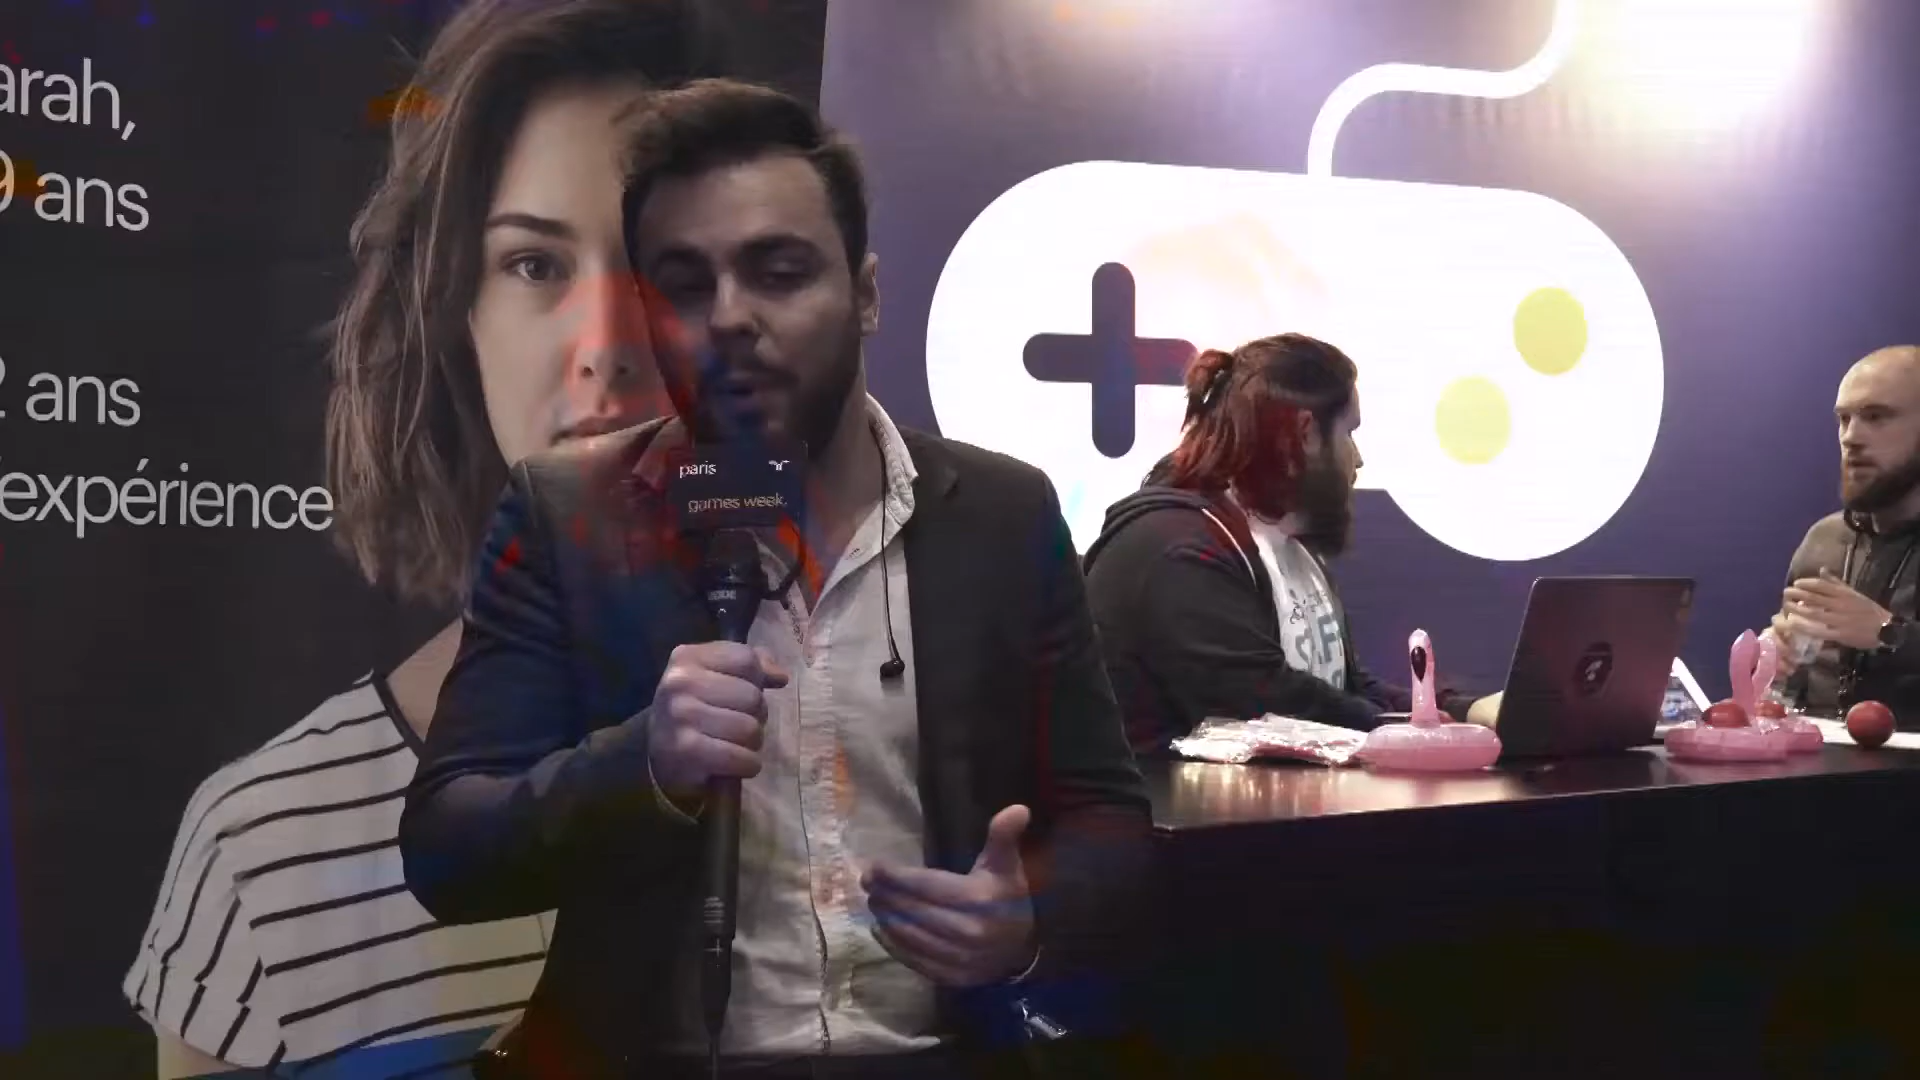 arah,
9 ans
2 ans
expérience
paris
games week.